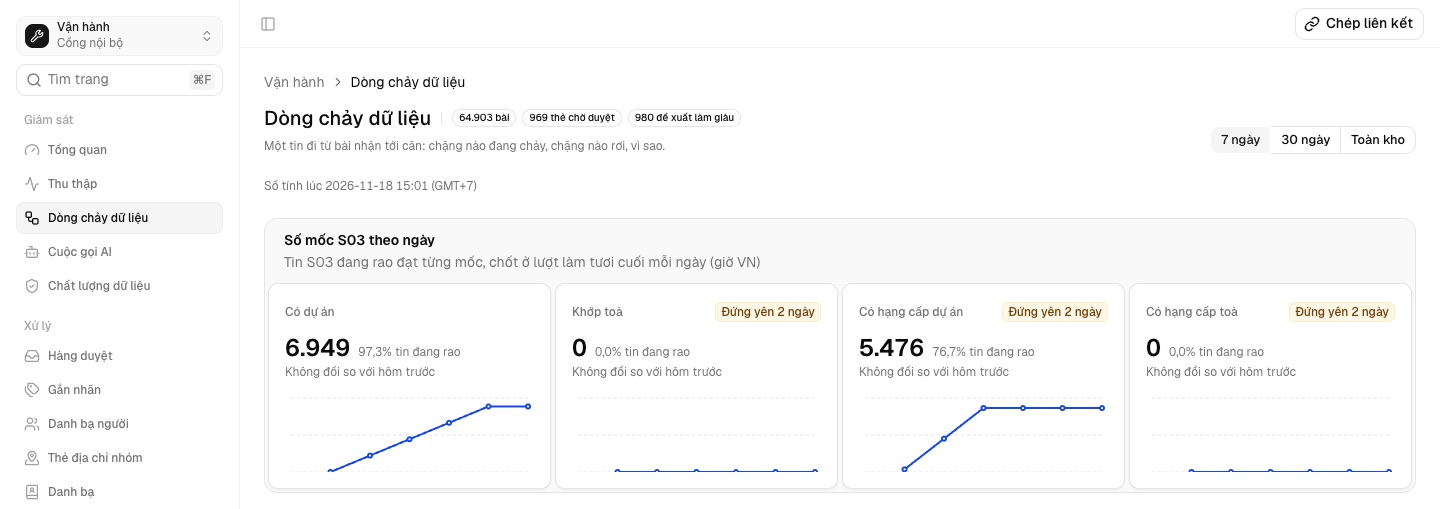 Vận hành
Cổng nội bộ
Tìm trang
⌘F
Giám sát
Tổng quan
Thu thập
Dòng chảy dữ liệu
Cuộc gọi AI
Chất lượng dữ liệu
Xử lý
Hàng duyệt
Gắn nhãn
Danh bạ người
Thẻ địa chỉ nhóm
Danh bạ
Chép liên kết
Vận hành > Dòng chảy dữ liệu
Dòng chảy dữ liệu
64.903 bài
969 thẻ chờ duyệt
980 đề xuất làm giàu
Một tin đi từ bài nhận tới căn: chặng nào đang chảy, chặng nào rơi, vì sao.
7 ngày
30 ngày
Toàn kho
Số tính lúc 2026-11-18 15:01 (GMT+7)
Số mốc S03 theo ngày
Tin S03 đang rao đạt từng mốc, chốt ở lượt làm tươi cuối mỗi ngày (giờ VN)
Có dự án
6.949 97,3% tin đang rao
Không đổi so với hôm trước
Khớp toà
Đứng yên 2 ngày
0 0,0% tin đang rao
Không đổi so với hôm trước
Có hạng cấp dự án
Đứng yên 2 ngày
5.476 76,7% tin đang rao
Không đổi so với hôm trước
Có hạng cấp toà
Đứng yên 2 ngày
0 0,0% tin đang rao
Không đổi so với hôm trước